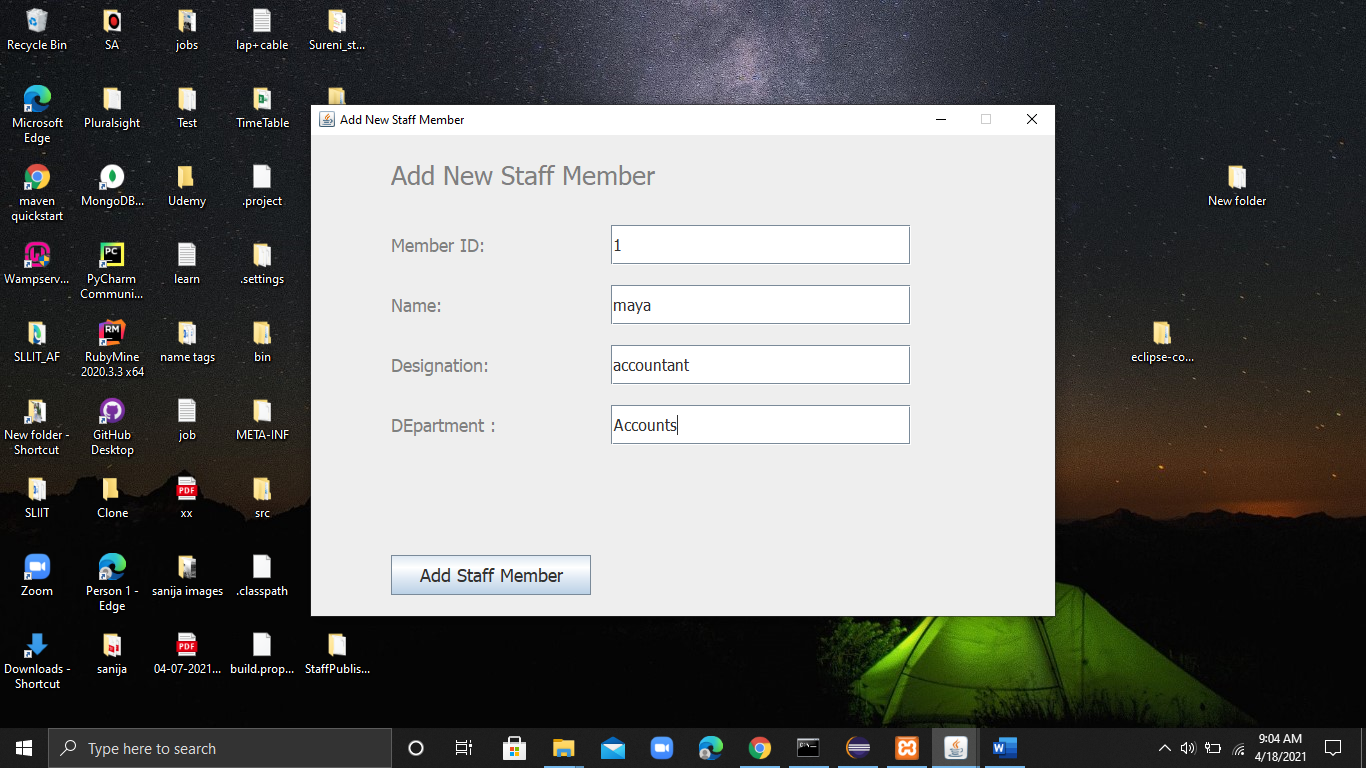 Recycle Bin
SA
jobs
lap+cable
Sureni_st...
Microsoft
Edge
Pluralsight
Test
TimeTable
maven
quickstart
MongoDB...
Udemy
.project
Wampserv...
PyCharm
Communi...
learn
.settings
SLLIT_AF
RubyMine
2020.3.3 x64
name tags
bin
New folder -
Shortcut
GitHub
Desktop
job
META-INF
SLIIT
Clone
xx
src
Zoom
Person 1 -
Edge
sanija images
.classpath
Downloads -
Shortcut
sanija
04-07-2021...
build.prop...
StaffPublis...
Add New Staff Member
Add New Staff Member
Member ID:
1
Name:
maya
Designation:
accountant
DEpartment :
Accounts
Add Staff Member
New folder
eclipse-co...
Type here to search
9:04 AM
4/18/2021